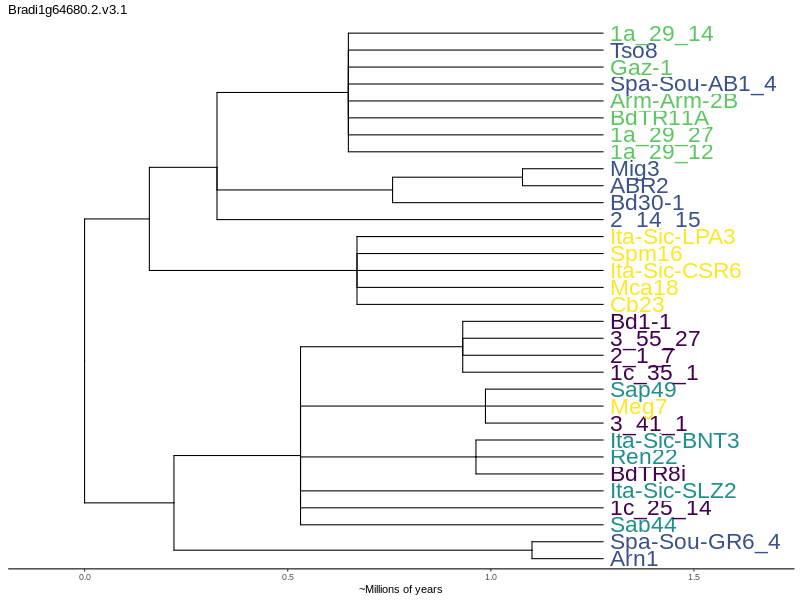 Bradi1g64680.2.v3.1
1a_29_14
Tso8
Gaz-1
Spa-Sou-AB1_4
Arm-Arm-2B
BdTR11A
1a_29_27
1a_29_12
Mig3
ABR2
Bd30-1
2_14_15
Ita-Sic-LPA3
Spm16
Ita-Sic-CSR6
Mca18
Cb23
Bd1-1
3_55_27
2_1_7
1c_35_1
Sap49
Meg7
3_41_1
Ita-Sic-BNT3
Ren22
BdTR8i
Ita-Sic-SLZ2
1c_25_14
Sab44
Spa-Sou-GR6_4
Arn1
0.0 0.5 1.0 1.5
~Millions of years